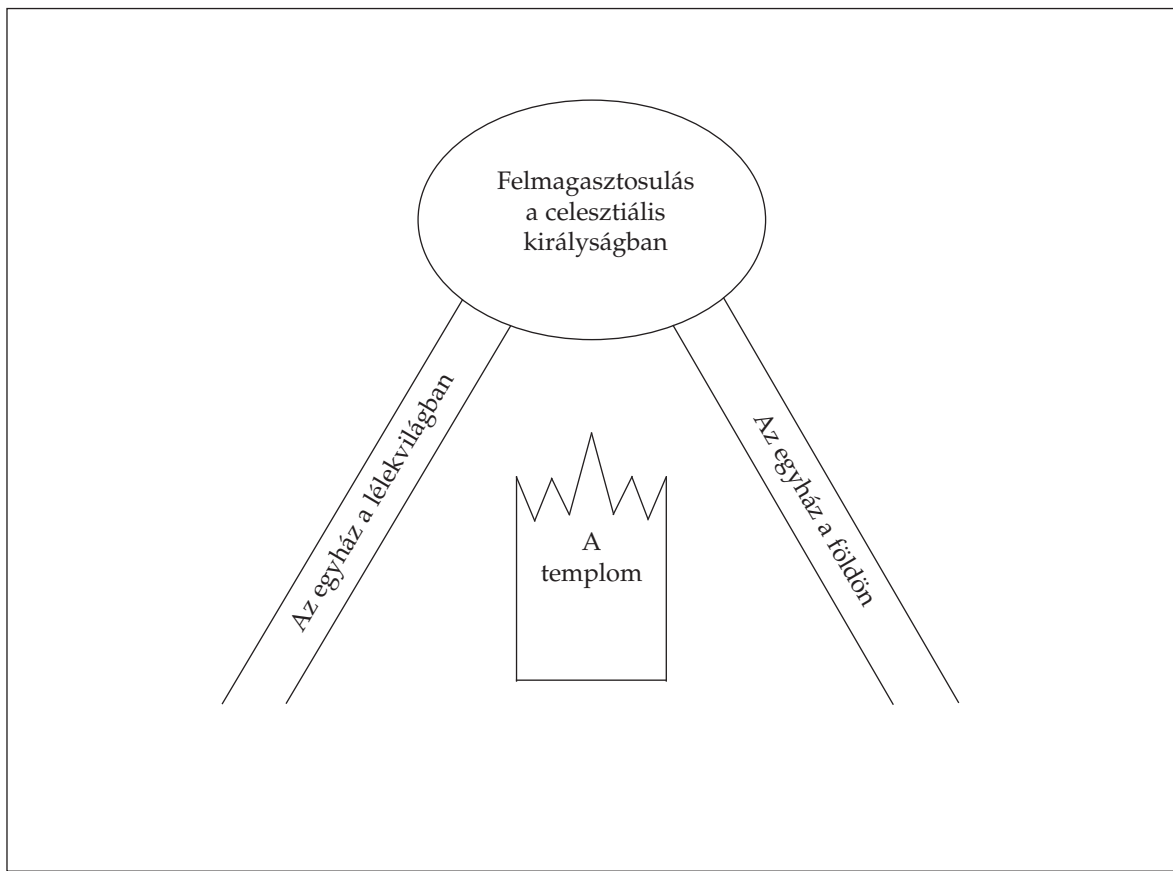 Felmagasztosulás
a celesztiális
királyságban
Az egyház a lélekvilágban
Az egyház a földön
A
templom